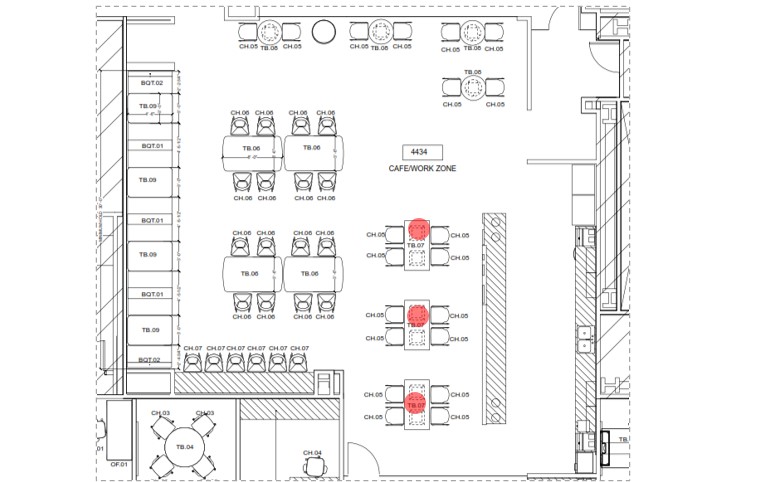 CH.05 CH.05 CH.05 CH.05 CH.05 CH.05
TB.06 TB.06 TB.06
TB.06
CH.05 CH.05
BQT.02
TB.09
BQT.01
TB.09
BQT.01
TB.09
BQT.01
TB.09
BQT.02
CH.06 CH.06 CH.06 CH.06
TB.06 TB.06
CH.06 CH.06 CH.06 CH.06
4434
CAFE/WORK ZONE
CH.06 CH.06 CH.06 CH.06
TB.06 TB.06
CH.06 CH.06 CH.06 CH.06
CH.05 CH.05
TB.07
CH.05 CH.05
CH.05 CH.05
TB.07
CH.05 CH.05
CH.07 CH.07 CH.07 CH.07 CH.07 CH.07
CH.05 CH.05
TB.07
CH.05 CH.05
CH.03 CH.03
TB.04
01
OF.01
CH.04
TB.